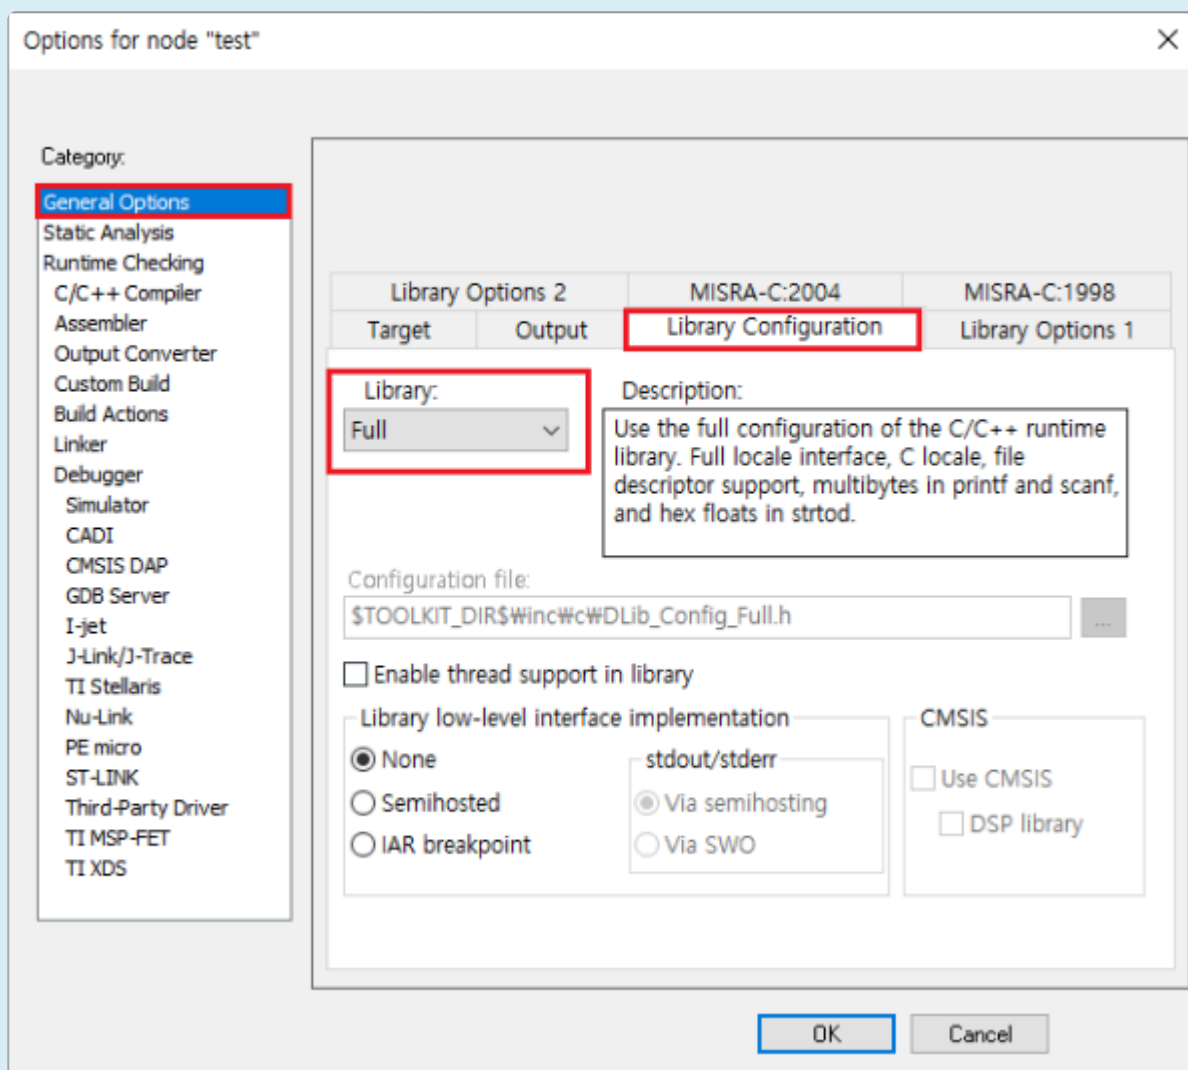 Options for node "test"
Category:
General Options
Static Analysis
Runtime Checking
C/C++ Compiler
Assembler
Output Converter
Custom Build
Build Actions
Linker
Debugger
Simulator
CADI
CMSIS DAP
GDB Server
I-jet
J-Link/J-Trace
TI Stellaris
Nu-Link
PE micro
ST-LINK
Third-Party Driver
TI MSP-FET
TI XDS
Library Options 2 MISRA-C:2004 MISRA-C:1998
Target Output Library Configuration Library Options 1
Library:
Full
Description:
Use the full configuration of the C/C++ runtime
library. Full locale interface, C locale, file
descriptor support, multibytes in printf and scanf,
and hex floats in strtod.
Configuration file:
$TOOLKIT_DIR$₩inc₩c₩DLib_Config_Full.h
...
Enable thread support in library
Library low-level interface implementation
None
Semihosted
IAR breakpoint
stdout/stderr
Via semihosting
Via SWO
CMSIS
Use CMSIS
DSP library
OK Cancel